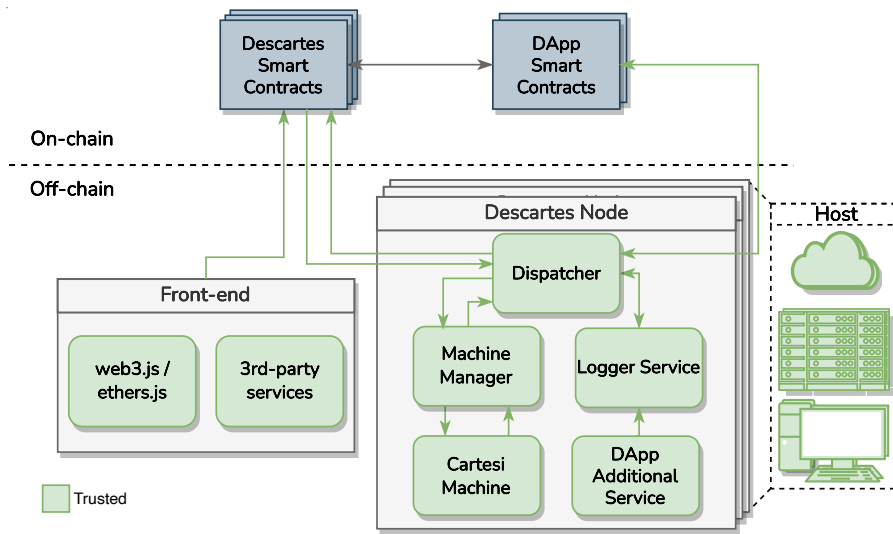 Descartes
Smart
Contracts
DApp
Smart
Contracts
On-chain
Off-chain
Descartes Node
Host
Dispatcher
Front-end
web3.js /
ethers.js
3rd-party
services
Machine
Manager
Logger Service
Cartesi
Machine
DApp
Additional
Service
Trusted